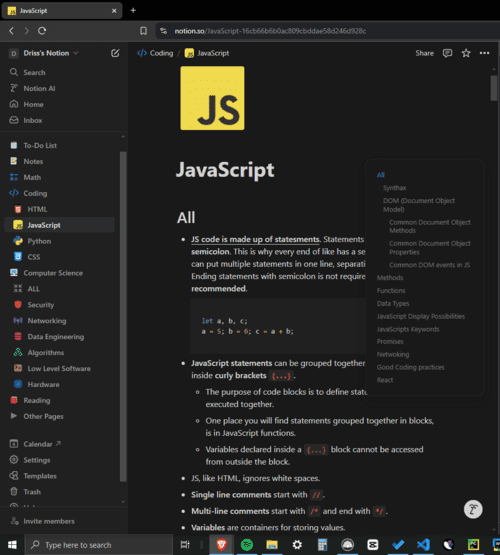 JavaScript
notion.so/JavaScript-16cb66b6b0ac809cbddae58d246d928c
D Driss's Notion
Search
Notion AI
Home
Inbox
To-Do List
Notes
Math
Coding
HTML
JavaScript
Python
CSS
Computer Science
ALL
Security
Networking
Data Engineering
Algorithms
Low Level Software
Hardware
Reading
Other Pages
Calendar ↗
Settings
Templates
Trash
Invite members
</> Coding / JS JavaScript
Share
JS
JavaScript
All
JS code is made up of statesments. Statements
semicolon. This is why every end of like has a se
can put multiple statements in one line, separati
Ending statements with semicolon is not require
recommended.
let a, b, c;
a = 5; b = 6; c = a + b;
JavaScript statements can be grouped together
inside curly brackets {...}.
The purpose of code blocks is to define stat
executed together.
One place you will find statements grouped together in blocks,
is in JavaScript functions.
Variables declared inside a {...} block cannot be accessed
from outside the block.
JS, like HTML, ignores white spaces.
Single line comments start with //.
Multi-line comments start with /* and end with */.
Variables are containers for storing values.
All
Synthax
DOM (Document Object
Model)
Common Document Object
Methods
Common Document Object
Properties
Common DOM events in JS
Methods
Functions
Data Types
JavaScript Display Possibilities
JavaScripts Keywords
Promises
Netwoking
Good Coding practices
React
Type here to search